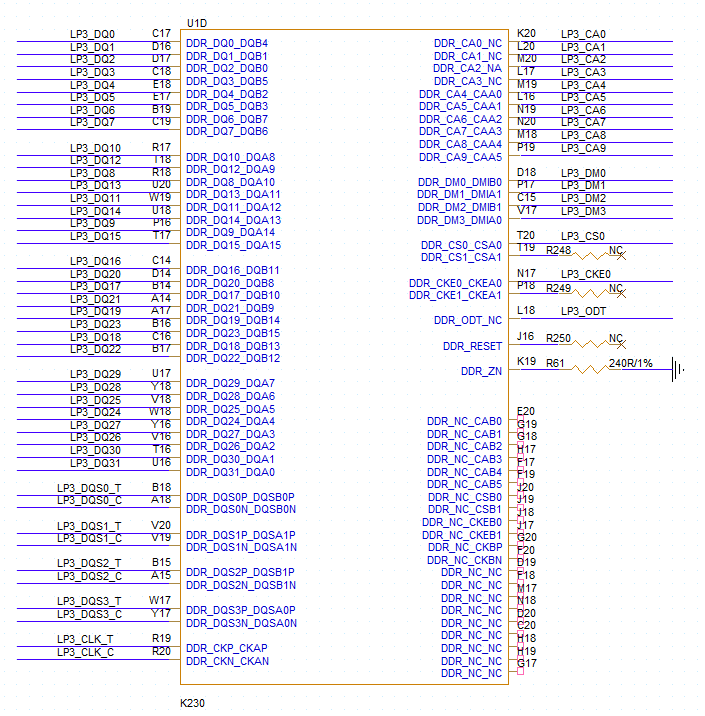 U1D
LP3_DQ0 C17 DDR_DQ0_DQB4
LP3_DQ1 D16 DDR_DQ1_DQB1
LP3_DQ2 D17 DDR_DQ2_DQB0
LP3_DQ3 C18 DDR_DQ3_DQB5
LP3_DQ4 E18 DDR_DQ4_DQB2
LP3_DQ5 E17 DDR_DQ5_DQB3
LP3_DQ6 B19 DDR_DQ6_DQB7
LP3_DQ7 C19 DDR_DQ7_DQB6
LP3_DQ10 R17 DDR_DQ10_DQA8
LP3_DQ12 T18 DDR_DQ12_DQA9
LP3_DQ8 R18 DDR_DQ8_DQA10
LP3_DQ13 U20 DDR_DQ13_DQA11
LP3_DQ11 W19 DDR_DQ11_DQA12
LP3_DQ14 U18 DDR_DQ14_DQA13
LP3_DQ9 P16 DDR_DQ9_DQA14
LP3_DQ15 T17 DDR_DQ15_DQA15
LP3_DQ16 C14 DDR_DQ16_DQB11
LP3_DQ20 D14 DDR_DQ20_DQB8
LP3_DQ17 B14 DDR_DQ17_DQB10
LP3_DQ21 A14 DDR_DQ21_DQB9
LP3_DQ19 A17 DDR_DQ19_DQB14
LP3_DQ23 B16 DDR_DQ23_DQB15
LP3_DQ18 C16 DDR_DQ18_DQB13
LP3_DQ22 B17 DDR_DQ22_DQB12
LP3_DQ29 U17 DDR_DQ29_DQA7
LP3_DQ28 Y18 DDR_DQ28_DQA6
LP3_DQ25 V18 DDR_DQ25_DQA5
LP3_DQ24 W18 DDR_DQ24_DQA4
LP3_DQ27 Y16 DDR_DQ27_DQA3
LP3_DQ26 V16 DDR_DQ26_DQA2
LP3_DQ30 T16 DDR_DQ30_DQA1
LP3_DQ31 U16 DDR_DQ31_DQA0
LP3_DQS0_T B18 DDR_DQS0P_DQSB0P
LP3_DQS0_C A18 DDR_DQS0N_DQSB0N
LP3_DQS1_T V20 DDR_DQS1P_DQSA1P
LP3_DQS1_C V19 DDR_DQS1N_DQSA1N
LP3_DQS2_T B15 DDR_DQS2P_DQSB1P
LP3_DQS2_C A15 DDR_DQS2N_DQSB1N
LP3_DQS3_T W17 DDR_DQS3P_DQSA0P
LP3_DQS3_C Y17 DDR_DQS3N_DQSA0N
LP3_CLK_T R19 DDR_CKP_CKAP
LP3_CLK_C R20 DDR_CKN_CKAN
DDR_CA0_NC K20 LP3_CA0
DDR_CA1_NC L20 LP3_CA1
DDR_CA2_NA M20 LP3_CA2
DDR_CA3_NC L17 LP3_CA3
DDR_CA4_CAA0 M19 LP3_CA4
DDR_CA5_CAA1 L16 LP3_CA5
DDR_CA6_CAA2 N19 LP3_CA6
DDR_CA7_CAA3 N20 LP3_CA7
DDR_CA8_CAA4 M18 LP3_CA8
DDR_CA9_CAA5 P19 LP3_CA9
DDR_DM0_DMIB0 D18 LP3_DM0
DDR_DM1_DMIA1 P17 LP3_DM1
DDR_DM2_DMIB1 C15 LP3_DM2
DDR_DM3_DMIA0 V17 LP3_DM3
DDR_CS0_CSA0 T20 LP3_CS0
DDR_CS1_CSA1 T19 R248 NC
DDR_CKE0_CKEA0 N17 LP3_CKE0
DDR_CKE1_CKEA1 P18 R249 NC
DDR_ODT_NC L18 LP3_ODT
DDR_RESET J16 R250 NC
DDR_ZN K19 R61 240R/1%
DDR_NC_CAB0 E20
DDR_NC_CAB1 G19
DDR_NC_CAB2 G18
DDR_NC_CAB3 H17
DDR_NC_CAB4 F17
DDR_NC_CAB5 F19
DDR_NC_CSB0 J20
DDR_NC_CSB1 J19
DDR_NC_CKEB0 J18
DDR_NC_CKEB1 J17
DDR_NC_CKBP G20
DDR_NC_CKBN F20
DDR_NC_NC D19
DDR_NC_NC F18
DDR_NC_NC M17
DDR_NC_NC N18
DDR_NC_NC D20
DDR_NC_NC C20
DDR_NC_NC H18
DDR_NC_NC H19
DDR_NC_NC G17
K230